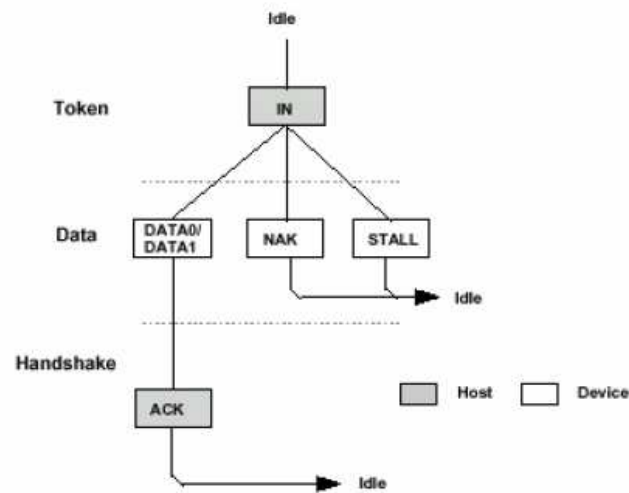 Idle
Token
IN
Data
DATA0/
DATA1
NAK
STALL
Idle
Handshake
ACK
Host
Device
Idle